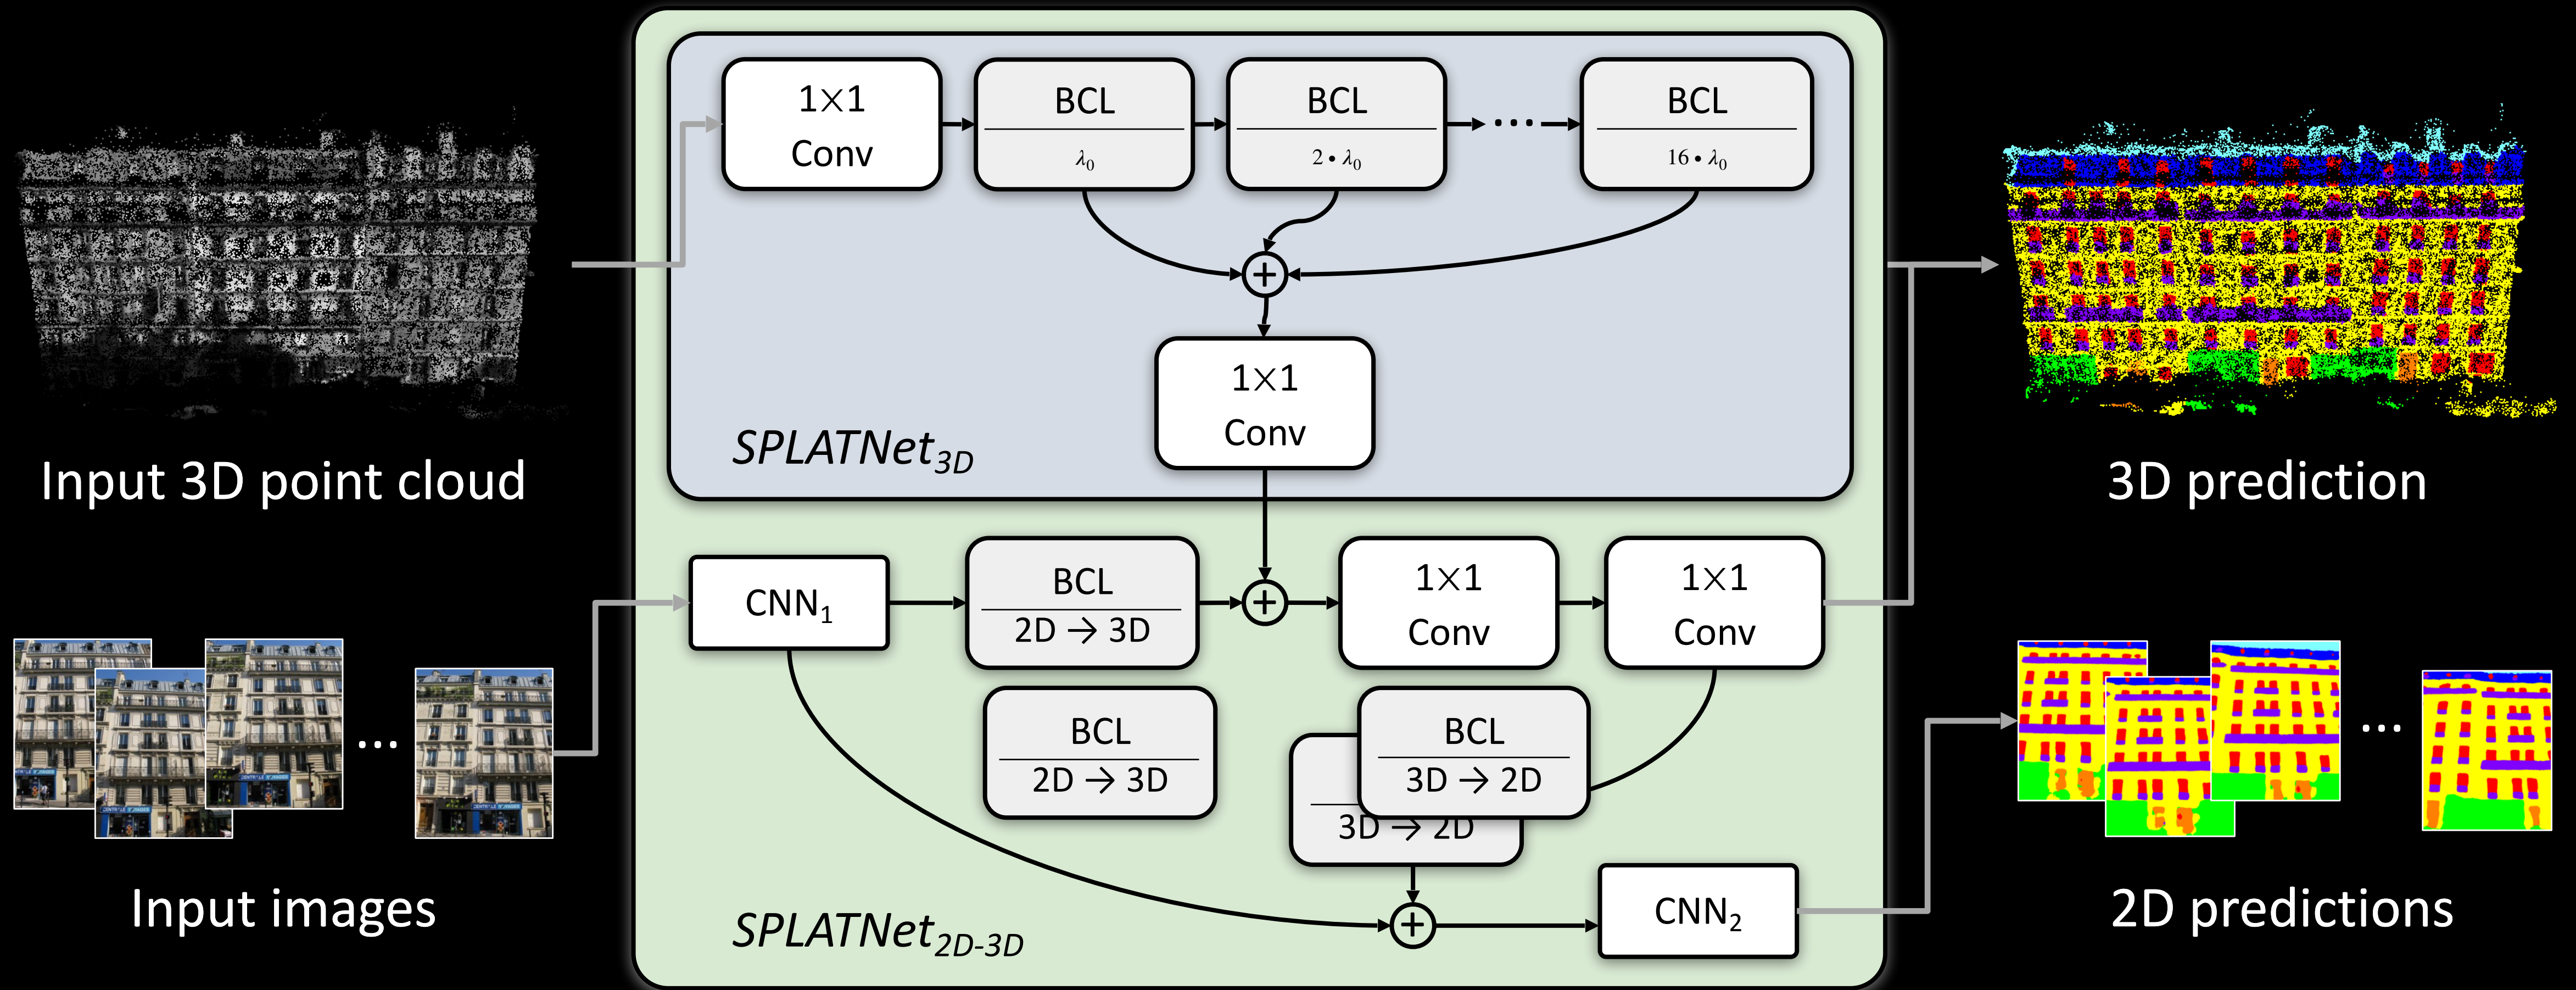 1×1
Conv
BCL
λ0
BCL
2 • λ0
...
BCL
16 • λ0
+
1×1
Conv
SPLATNet3D
Input 3D point cloud
3D prediction
CNN1
BCL
2D → 3D
+
1×1
Conv
1×1
Conv
BCL
2D → 3D
BCL
3D → 2D
3D → 2D
...
...
+
CNN2
SPLATNet2D-3D
Input images
2D predictions